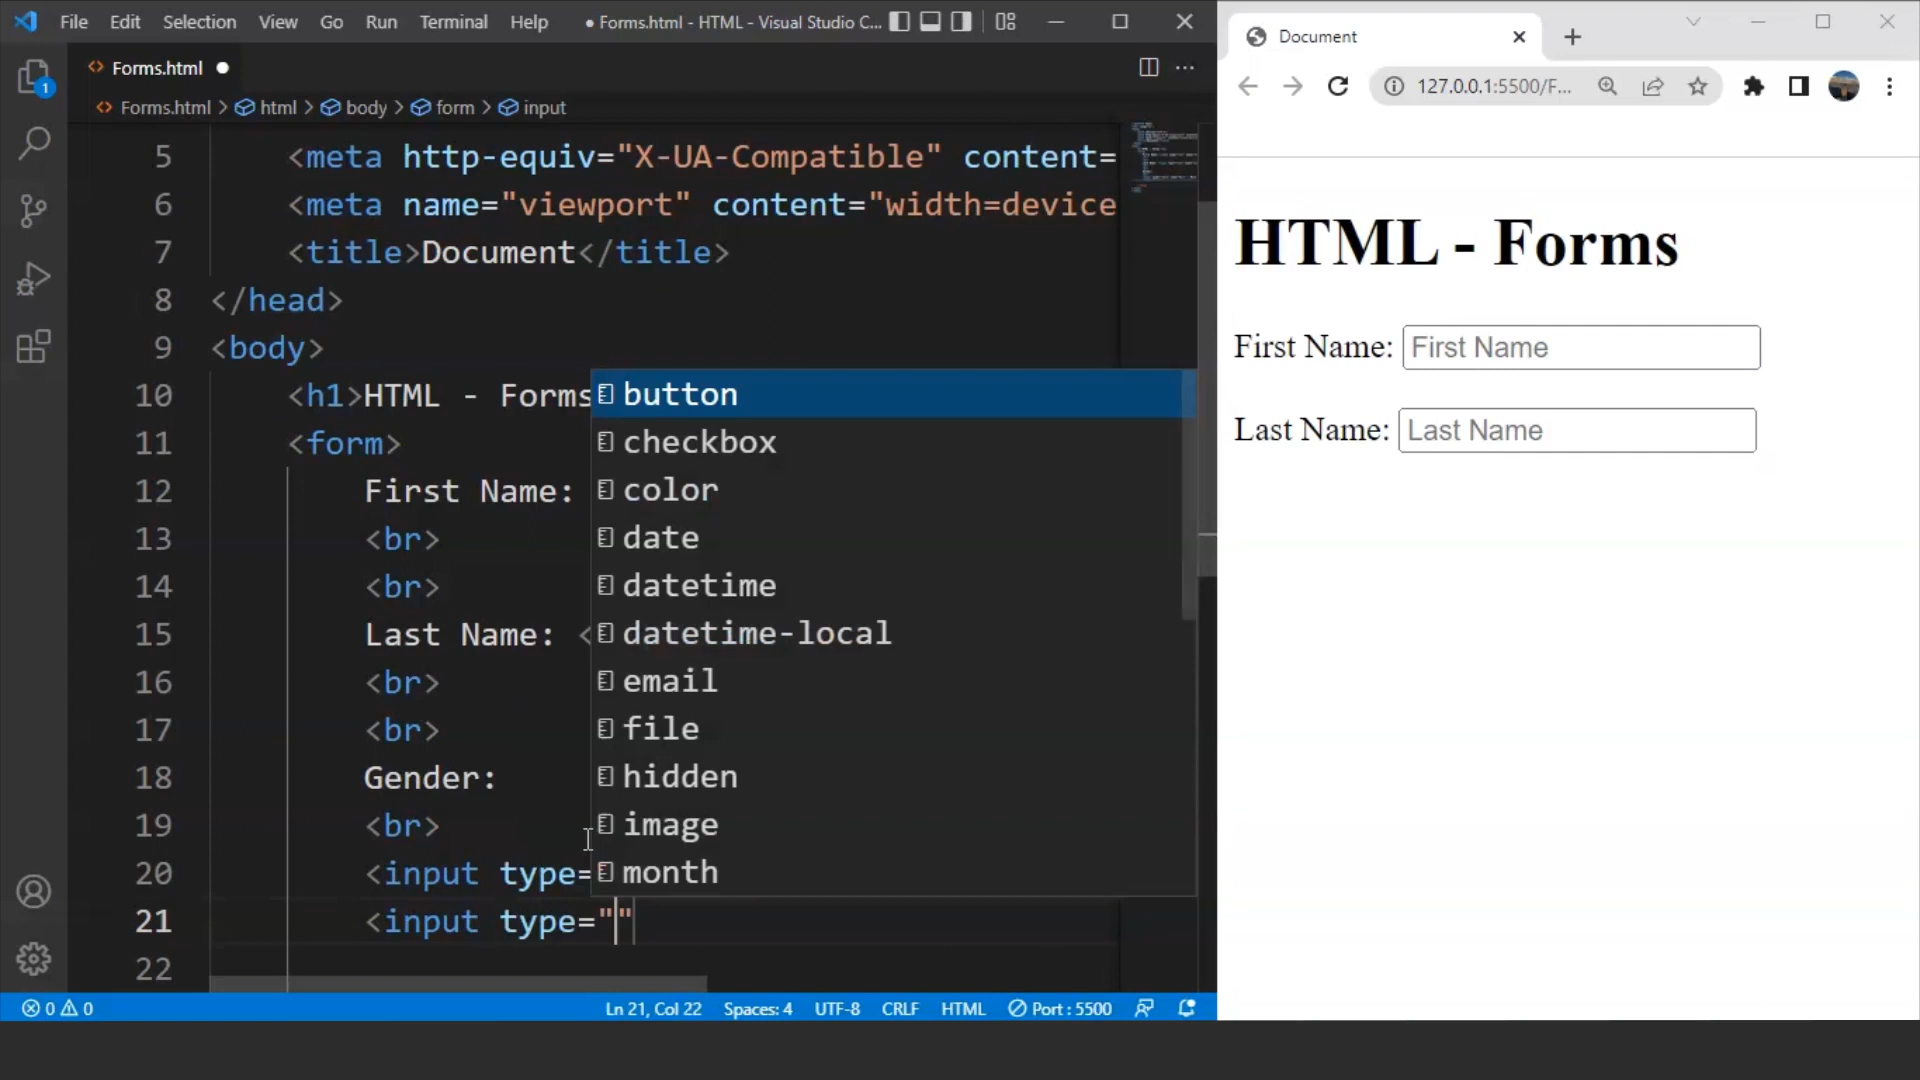 File Edit Selection View Go Run Terminal Help ● Forms.html - HTML - Visual Studio C...
Forms.html ●
Forms.html > html > body > form > input
1
5 <meta http-equiv="X-UA-Compatible" content=
6 <meta name="viewport" content="width=device
7 <title>Document</title>
8 </head>
9 <body>
10 <h1>HTML - Forms
11 <form>
12 First Name:
13 <br>
14 <br>
15 Last Name: <
16 <br>
17 <br>
18 Gender:
19 <br>
20 <input type=
21 <input type=""
22
button
checkbox
color
date
datetime
datetime-local
email
file
hidden
image
month
0 0 Ln 21, Col 22 Spaces: 4 UTF-8 CRLF HTML Port : 5500
Document
127.0.0.1:5500/F...
HTML - Forms
First Name: First Name
Last Name: Last Name